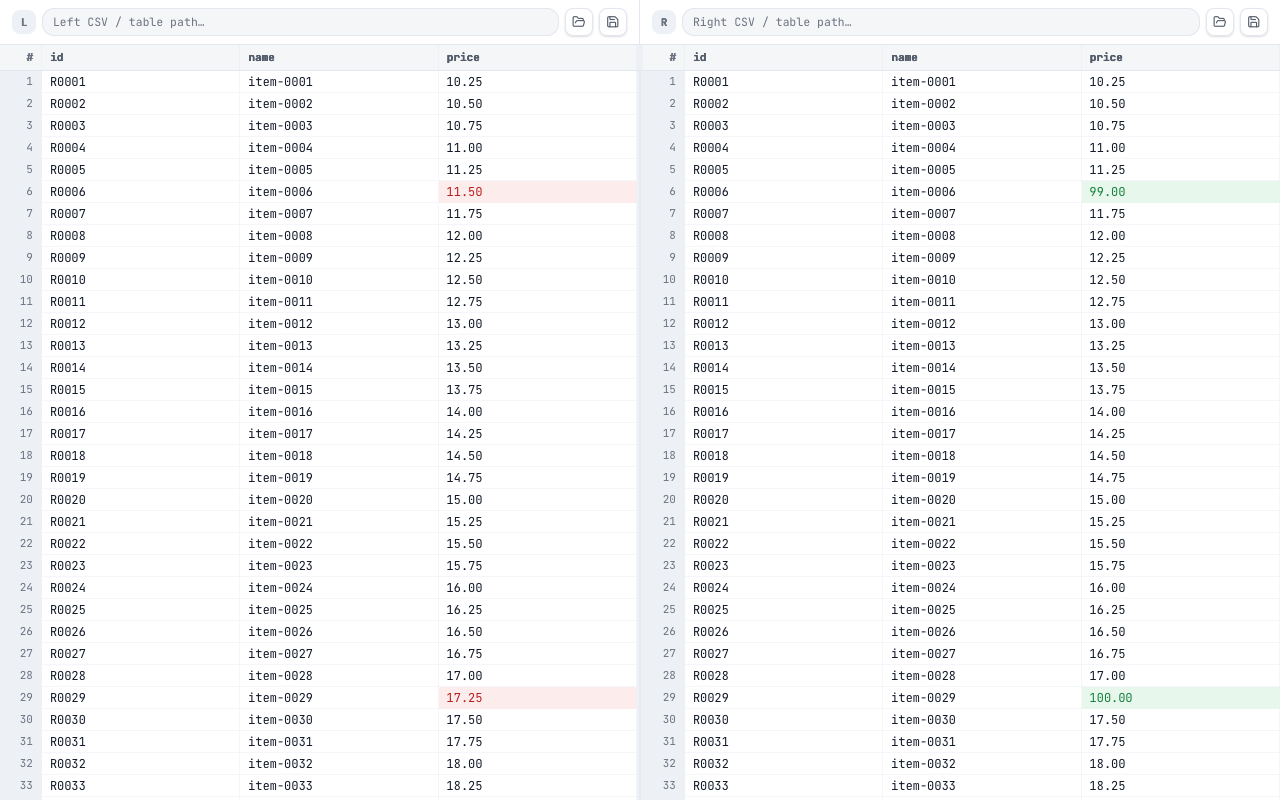 L Left CSV / table path… R Right CSV / table path…
# id name price # id name price
1 R0001 item-0001 10.25 1 R0001 item-0001 10.25
2 R0002 item-0002 10.50 2 R0002 item-0002 10.50
3 R0003 item-0003 10.75 3 R0003 item-0003 10.75
4 R0004 item-0004 11.00 4 R0004 item-0004 11.00
5 R0005 item-0005 11.25 5 R0005 item-0005 11.25
6 R0006 item-0006 11.50 6 R0006 item-0006 99.00
7 R0007 item-0007 11.75 7 R0007 item-0007 11.75
8 R0008 item-0008 12.00 8 R0008 item-0008 12.00
9 R0009 item-0009 12.25 9 R0009 item-0009 12.25
10 R0010 item-0010 12.50 10 R0010 item-0010 12.50
11 R0011 item-0011 12.75 11 R0011 item-0011 12.75
12 R0012 item-0012 13.00 12 R0012 item-0012 13.00
13 R0013 item-0013 13.25 13 R0013 item-0013 13.25
14 R0014 item-0014 13.50 14 R0014 item-0014 13.50
15 R0015 item-0015 13.75 15 R0015 item-0015 13.75
16 R0016 item-0016 14.00 16 R0016 item-0016 14.00
17 R0017 item-0017 14.25 17 R0017 item-0017 14.25
18 R0018 item-0018 14.50 18 R0018 item-0018 14.50
19 R0019 item-0019 14.75 19 R0019 item-0019 14.75
20 R0020 item-0020 15.00 20 R0020 item-0020 15.00
21 R0021 item-0021 15.25 21 R0021 item-0021 15.25
22 R0022 item-0022 15.50 22 R0022 item-0022 15.50
23 R0023 item-0023 15.75 23 R0023 item-0023 15.75
24 R0024 item-0024 16.00 24 R0024 item-0024 16.00
25 R0025 item-0025 16.25 25 R0025 item-0025 16.25
26 R0026 item-0026 16.50 26 R0026 item-0026 16.50
27 R0027 item-0027 16.75 27 R0027 item-0027 16.75
28 R0028 item-0028 17.00 28 R0028 item-0028 17.00
29 R0029 item-0029 17.25 29 R0029 item-0029 100.00
30 R0030 item-0030 17.50 30 R0030 item-0030 17.50
31 R0031 item-0031 17.75 31 R0031 item-0031 17.75
32 R0032 item-0032 18.00 32 R0032 item-0032 18.00
33 R0033 item-0033 18.25 33 R0033 item-0033 18.25